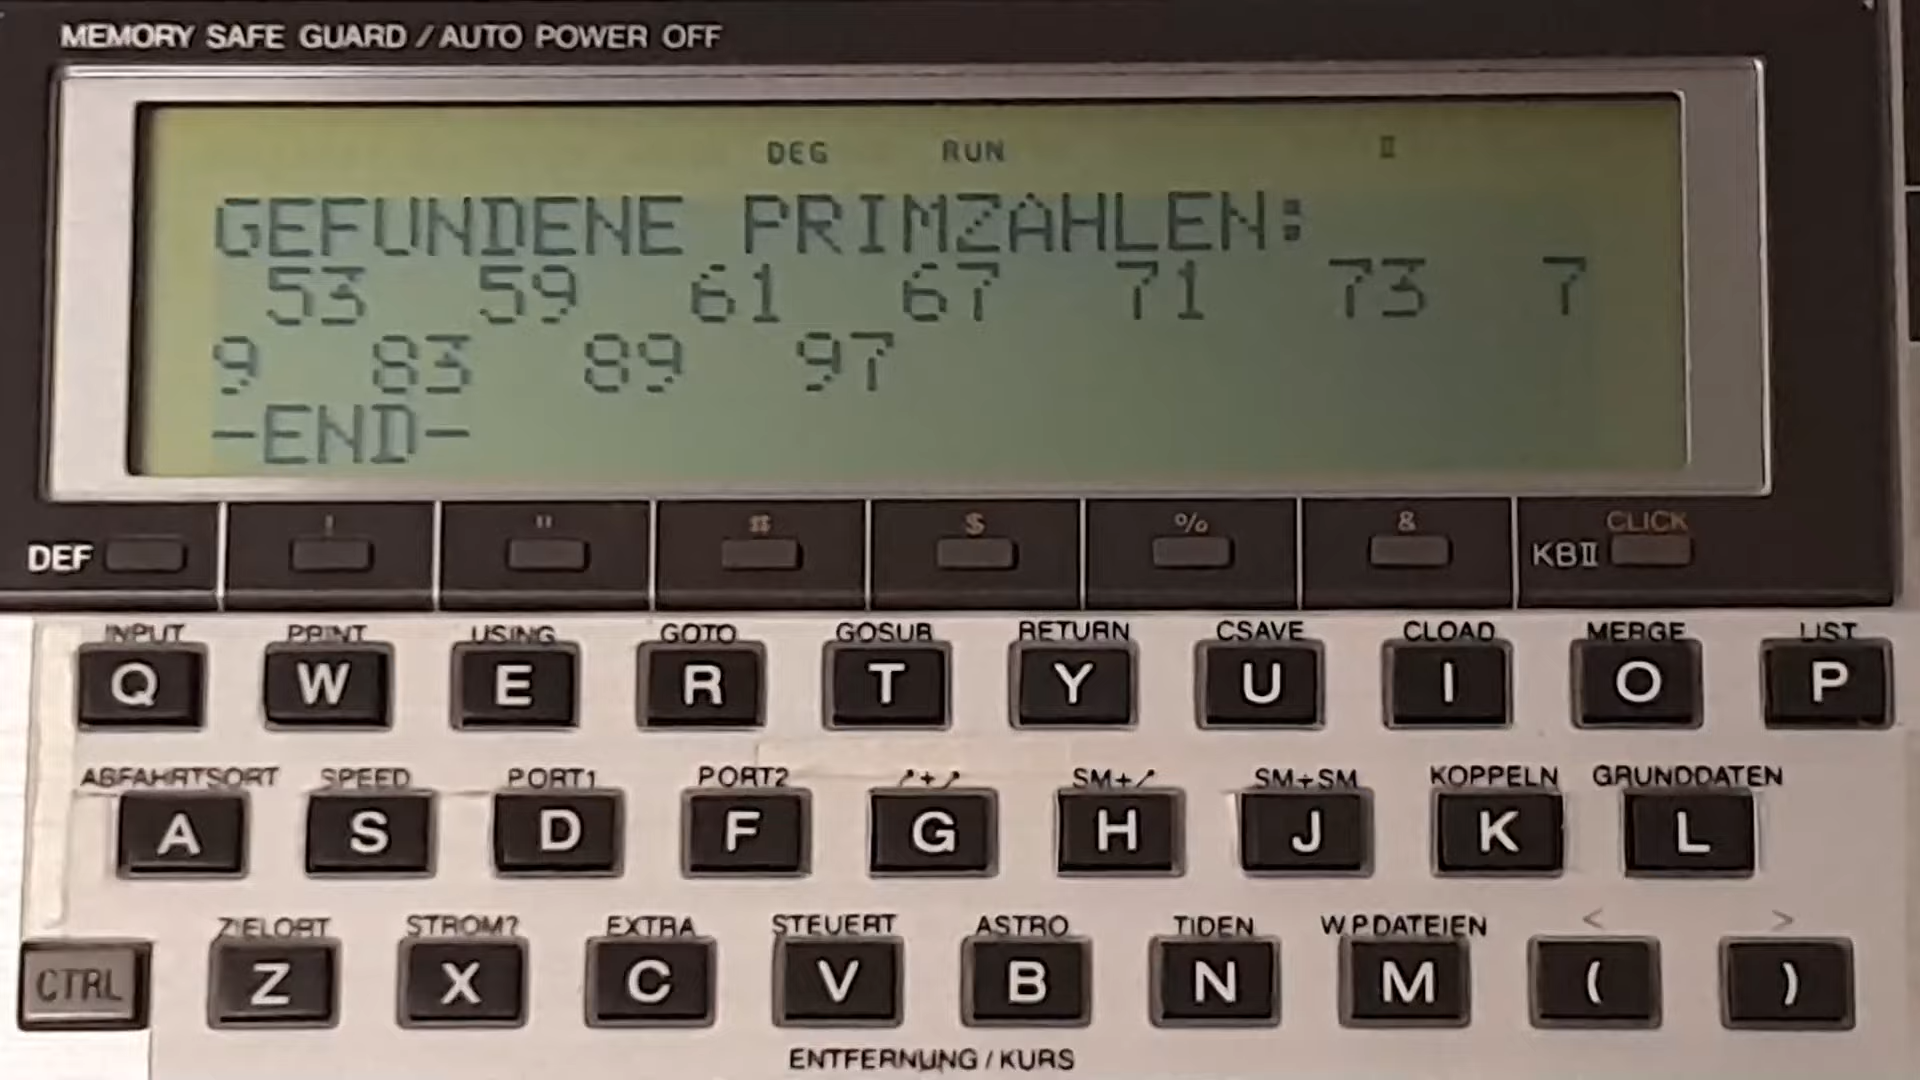 MEMORY SAFE GUARD / AUTO POWER OFF
DEG RUN II
GEFUNDENE PRIMZAHLEN:
53 59 61 67 71 73 7
9 83 89 97
-END-
! " # $ % & CLICK
DEF KBII
INPUT PRINT USING GOTO GOSUB RETURN CSAVE CLOAD MERGE LIST
Q W E R T Y U I O P
ABFAHRTSORT SPEED PORT1 PORT2 ↗+↗ SM+↗ SM+SM KOPPELN GRUNDDATEN
A S D F G H J K L
ZIELORT STROM? EXTRA STEUERT ASTRO TIDEN W.P.DATEIEN < >
CTRL Z X C V B N M ( )
ENTFERNUNG / KURS